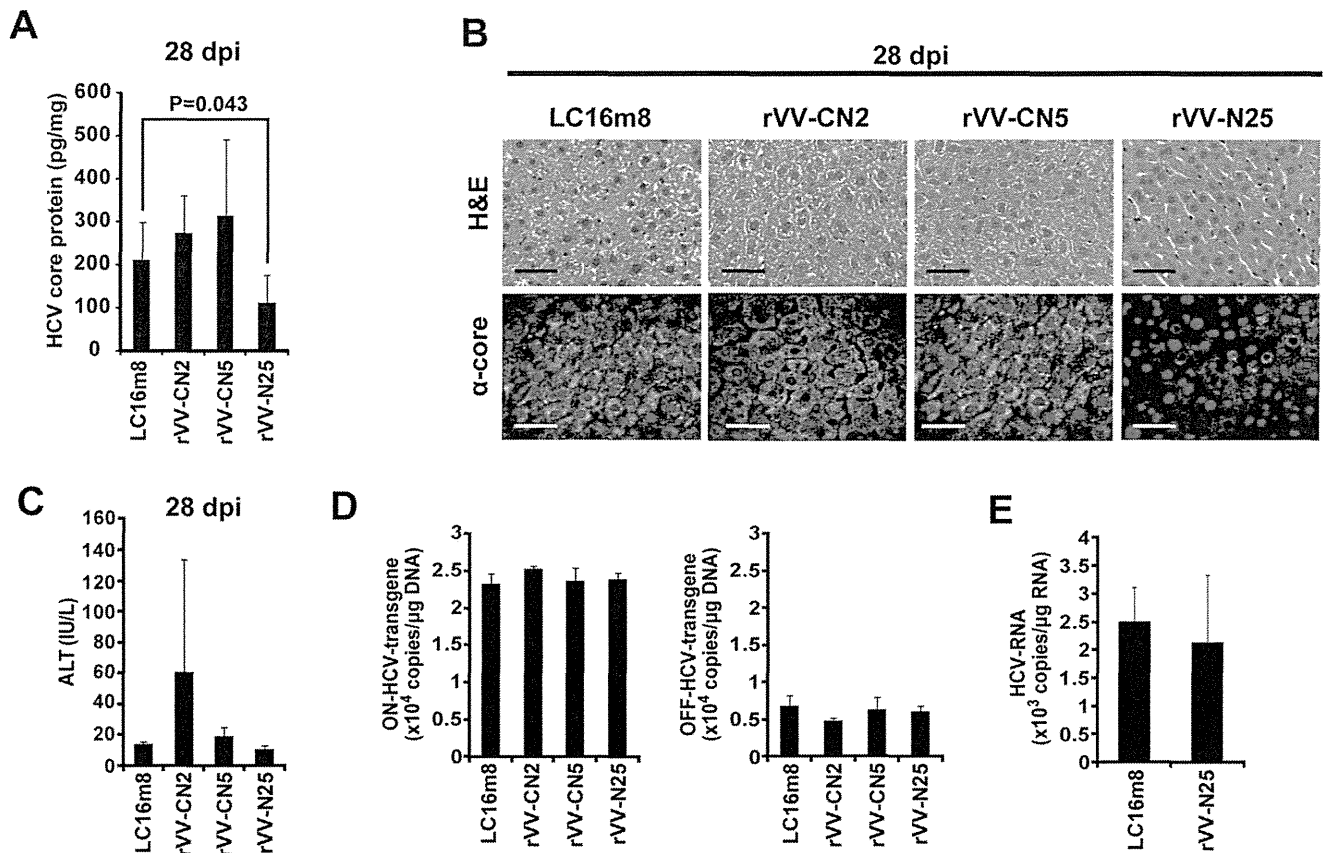 A
28 dpi
HCV core protein (pg/mg)
600
500
400
300
200
100
0
P=0.043
LC16m8
rVV-CN2
rVV-CN5
rVV-N25
B
28 dpi
LC16m8 rVV-CN2 rVV-CN5 rVV-N25
H&E
α-core
C
28 dpi
ALT (IU/L)
160
140
120
100
80
60
40
20
0
LC16m8
rVV-CN2
rVV-CN5
rVV-N25
D
ON-HCV-transgene
(x10⁴ copies/µg DNA)
3
2.5
2
1.5
1
0.5
0
LC16m8
rVV-CN2
rVV-CN5
rVV-N25
OFF-HCV-transgene
(x10⁴ copies/µg DNA)
3
2.5
2
1.5
1
0.5
0
LC16m8
rVV-CN2
rVV-CN5
rVV-N25
E
HCV-RNA
(x10³ copies/µg RNA)
4
3.5
3
2.5
2
1.5
1
0.5
0
LC16m8
rVV-N25